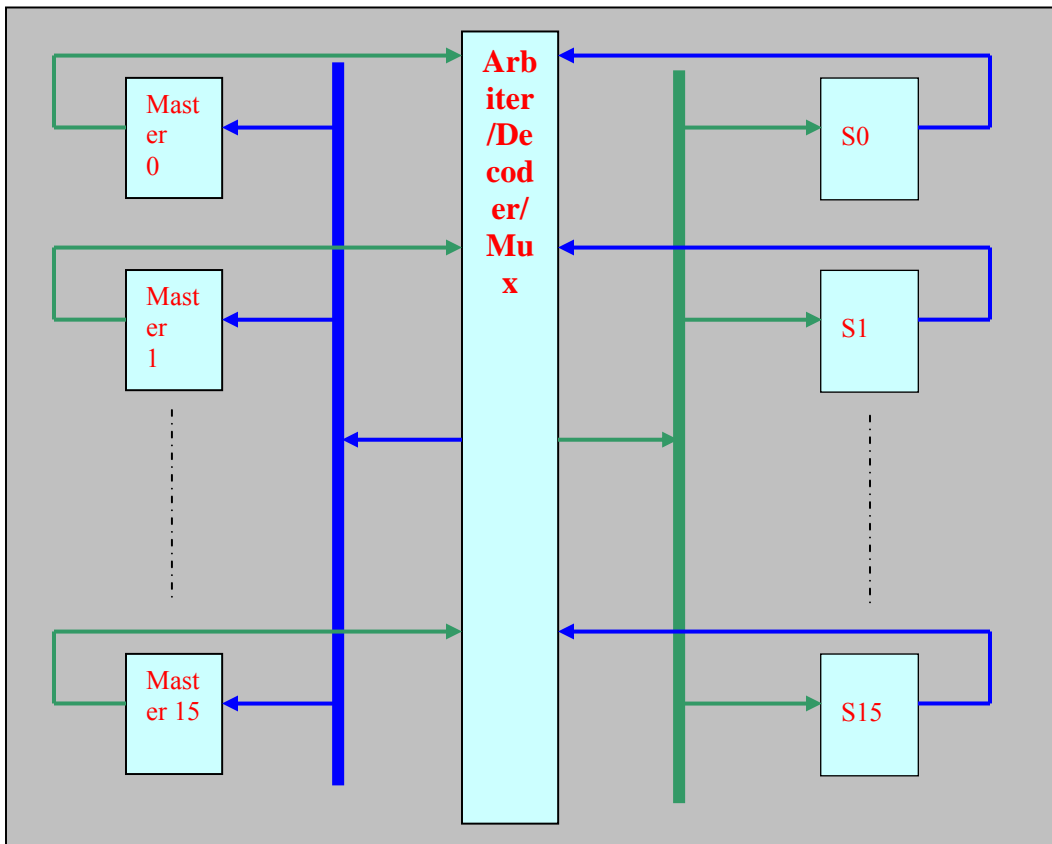 Mast
er
0
Arb
iter
/De
cod
er/
Mu
x
S0
Mast
er
1
S1
Mast
er 15
S15